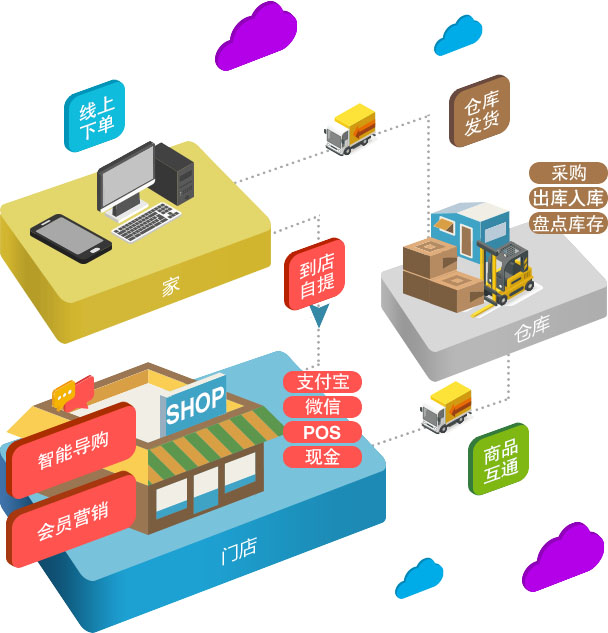 线上
下单
仓库
发货
采购
出库入库
盘点库存
到店
自提
家
仓库
支付宝
微信
POS
现金
SHOP
智能导购
会员营销
商品
互通
门店